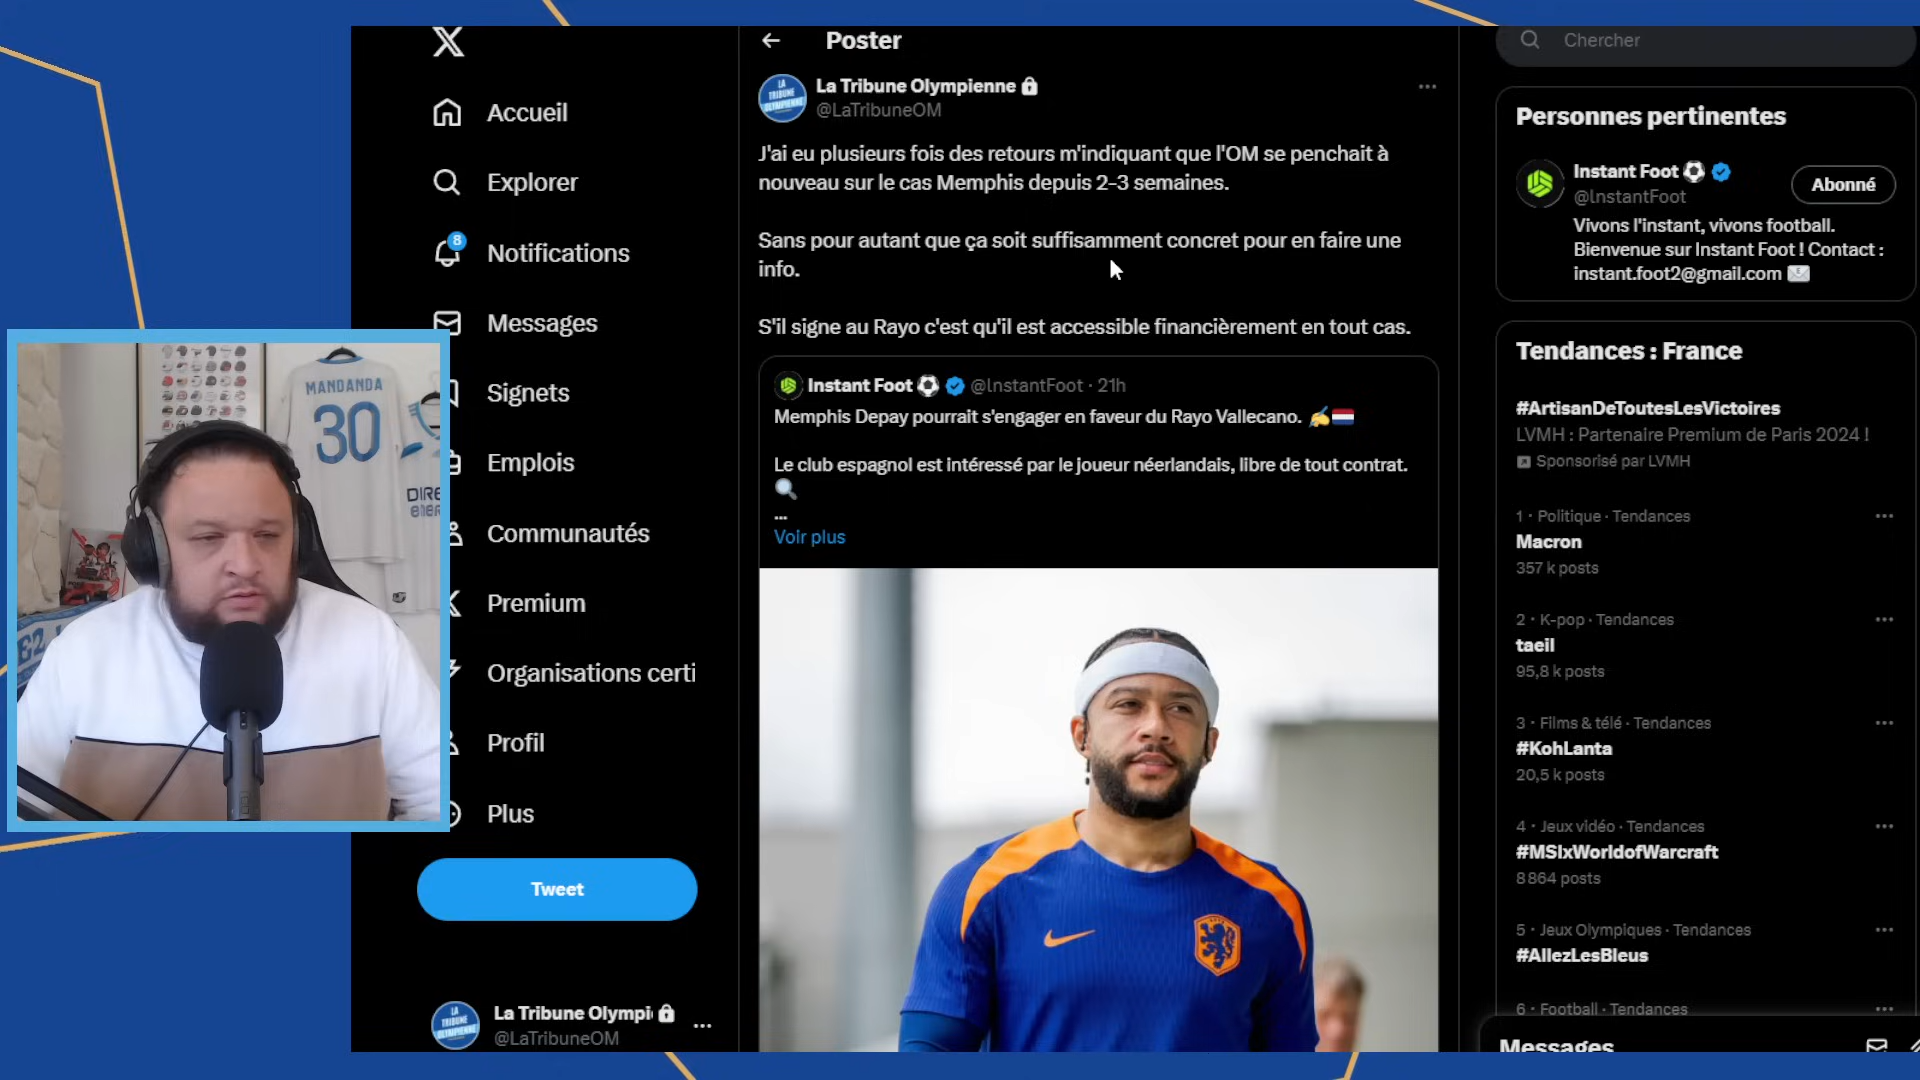 Poster
La Tribune Olympienne
@LaTribuneOM
J'ai eu plusieurs fois des retours m'indiquant que l'OM se penchait à
nouveau sur le cas Memphis depuis 2-3 semaines.
Sans pour autant que ça soit suffisamment concret pour en faire une
info.
S'il signe au Rayo c'est qu'il est accessible financièrement en tout cas.
Instant Foot ⚽ @lnstantFoot · 21h
Memphis Depay pourrait s'engager en faveur du Rayo Vallecano. ✍️🇳🇱
Le club espagnol est intéressé par le joueur néerlandais, libre de tout contrat.
🔍
...
Voir plus
X
Accueil
Explorer
8
Notifications
Messages
Signets
Emplois
Communautés
Premium
Organisations certi
Profil
Plus
Tweet
La Tribune Olympi
@LaTribuneOM
LA
TRIBUNE
OLYMPIENNE
MANDANDA
30
DIRE
Chercher
Personnes pertinentes
Instant Foot ⚽
@lnstantFoot
Abonné
Vivons l'instant, vivons football.
Bienvenue sur Instant Foot ! Contact :
instant.foot2@gmail.com ✉️
Tendances : France
#ArtisanDeToutesLesVictoires
LVMH : Partenaire Premium de Paris 2024 !
Sponsorisé par LVMH
1 · Politique · Tendances
Macron
357 k posts
2 · K-pop · Tendances
taeil
95,8 k posts
3 · Films & télé · Tendances
#KohLanta
20,5 k posts
4 · Jeux vidéo · Tendances
#MSIxWorldofWarcraft
8 864 posts
5 · Jeux Olympiques · Tendances
#AllezLesBleus
6 · Football · Tendances
Messages